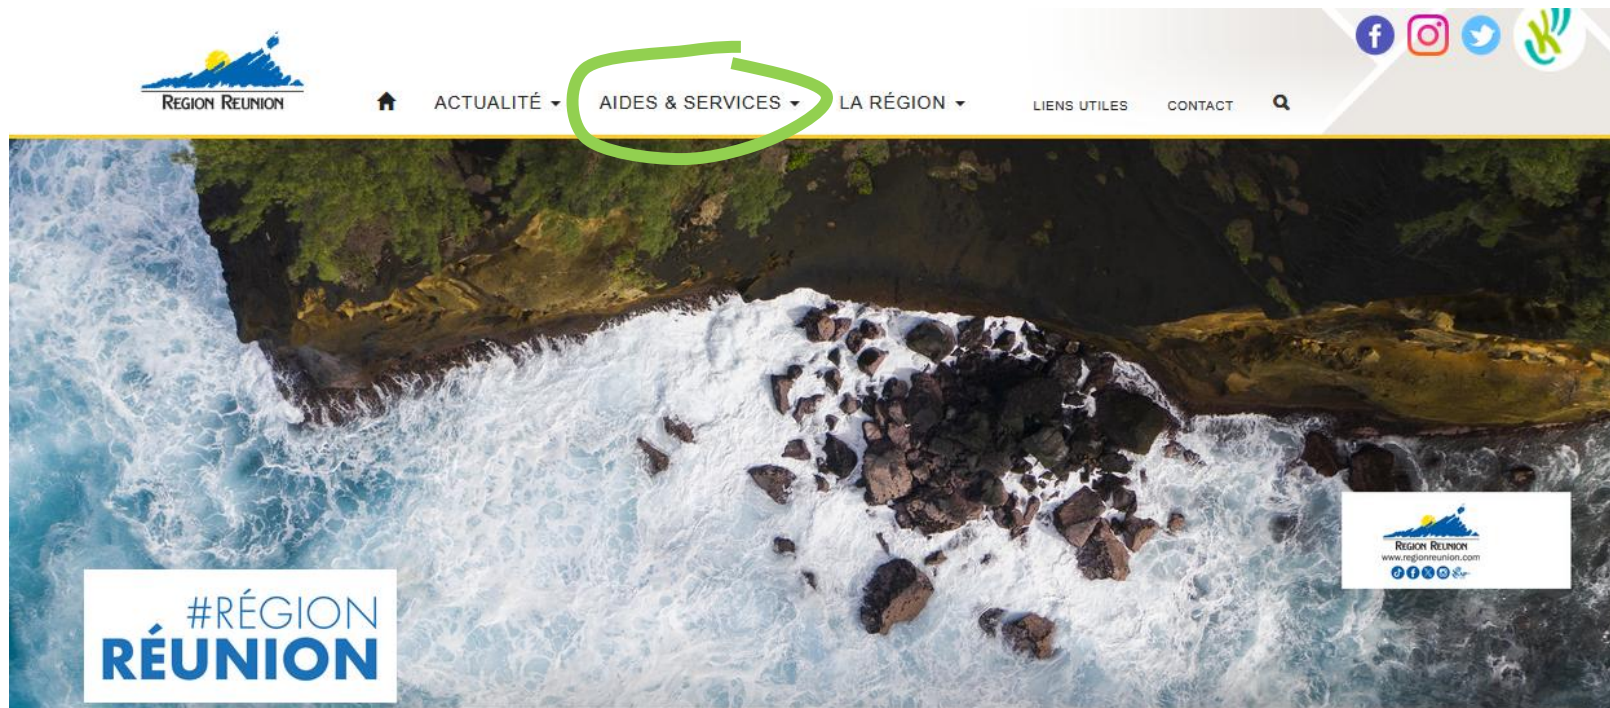 REGION REUNION
ACTUALITÉ
AIDES & SERVICES
LA RÉGION
LIENS UTILES
CONTACT
REGION REUNION
www.regionreunion.com
#RÉGION
RÉUNION